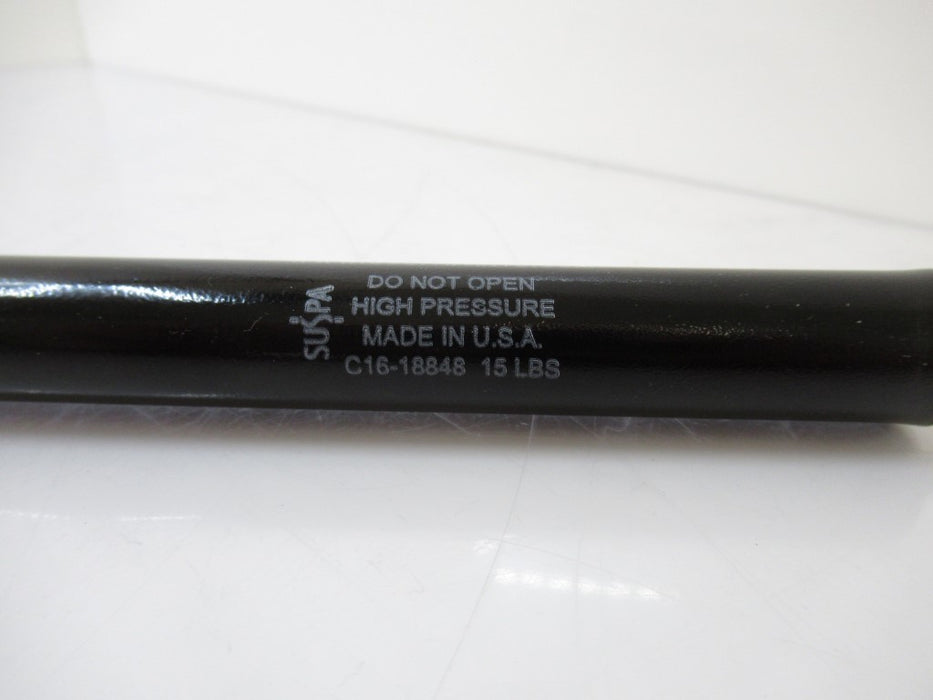 SUSPA
DO NOT OPEN
HIGH PRESSURE
MADE IN U.S.A.
C16-18848 15 LBS